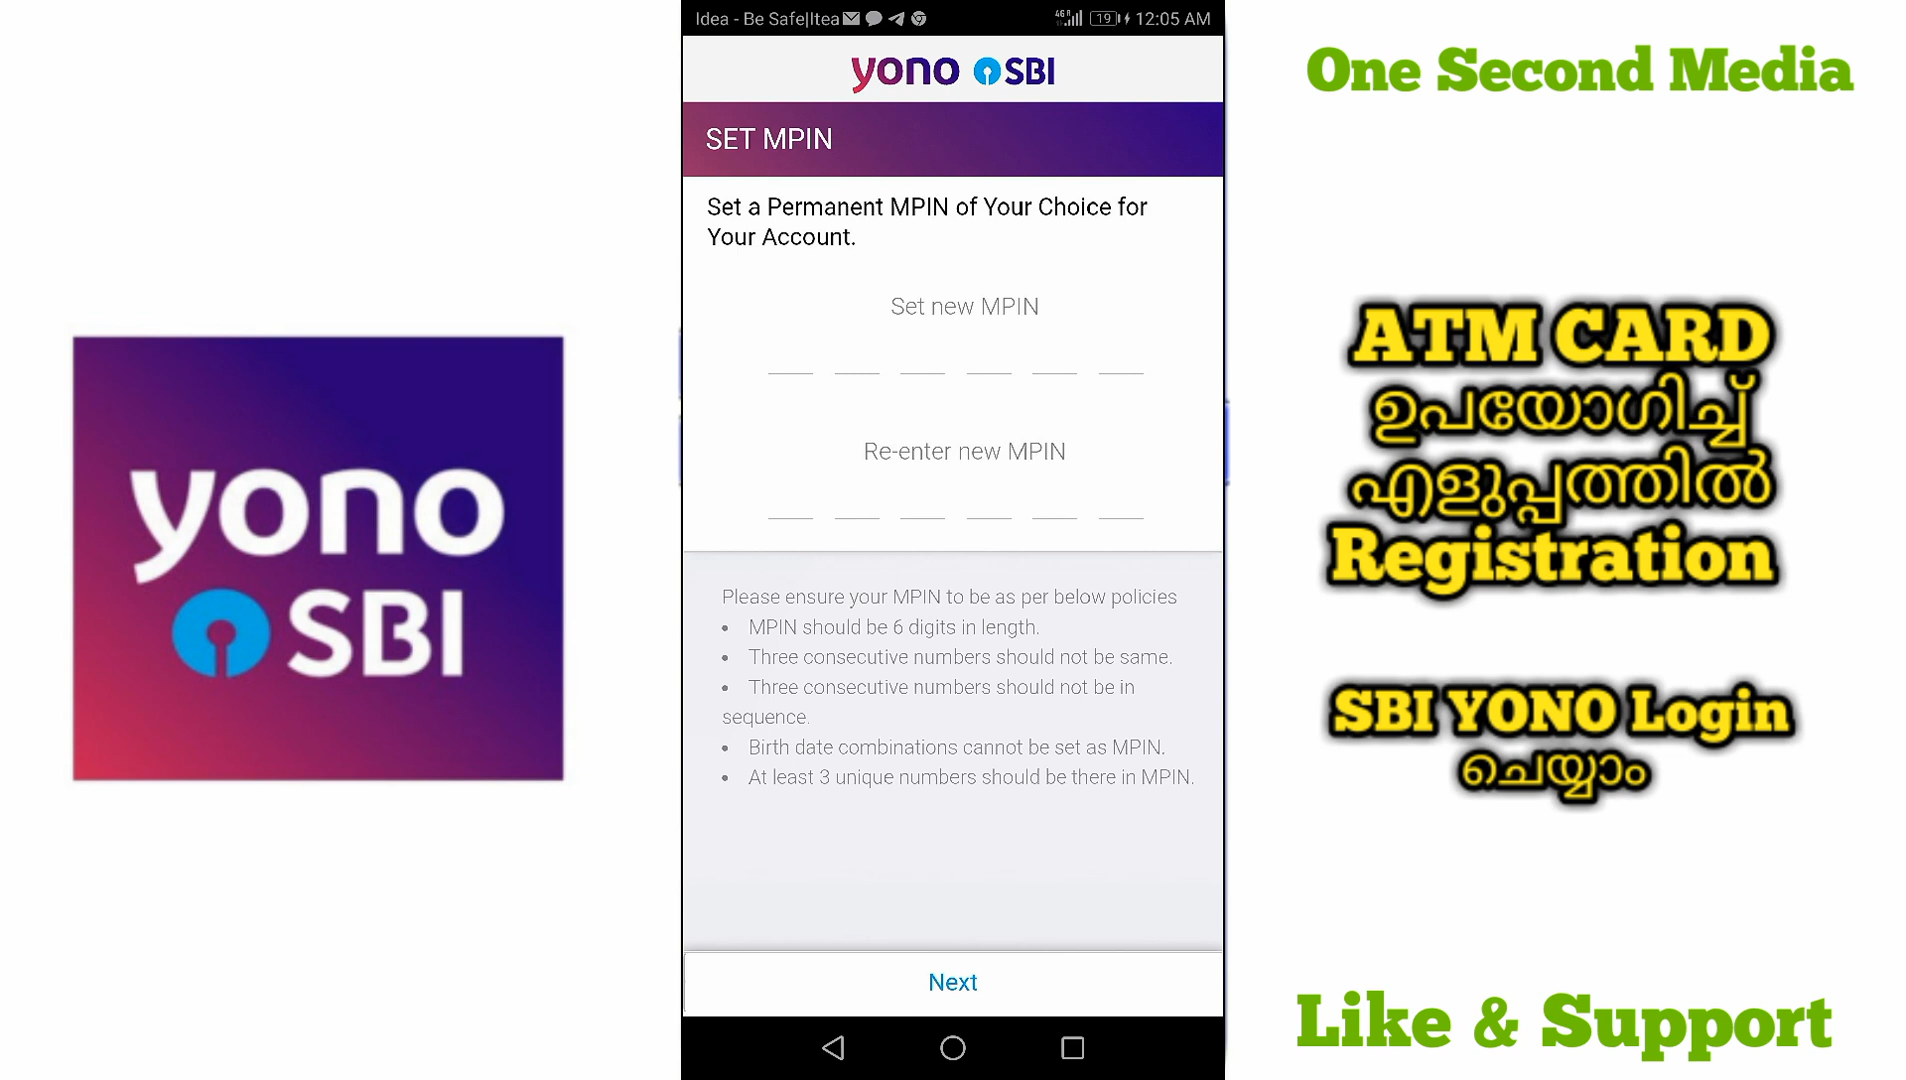 Idea - Be Safe|Itea
4G R 19 12:05 AM
yono SBI
SET MPIN
Set a Permanent MPIN of Your Choice for
Your Account.
Set new MPIN
Re-enter new MPIN
Please ensure your MPIN to be as per below policies
• MPIN should be 6 digits in length.
• Three consecutive numbers should not be same.
• Three consecutive numbers should not be in
sequence.
• Birth date combinations cannot be set as MPIN.
• At least 3 unique numbers should be there in MPIN.
Next
yono
SBI
One Second Media
ATM CARD
ഉപയോഗിച്ച്
എളുപ്പത്തിൽ
Registration
SBI YONO Login
ചെയ്യാം
Like & Support